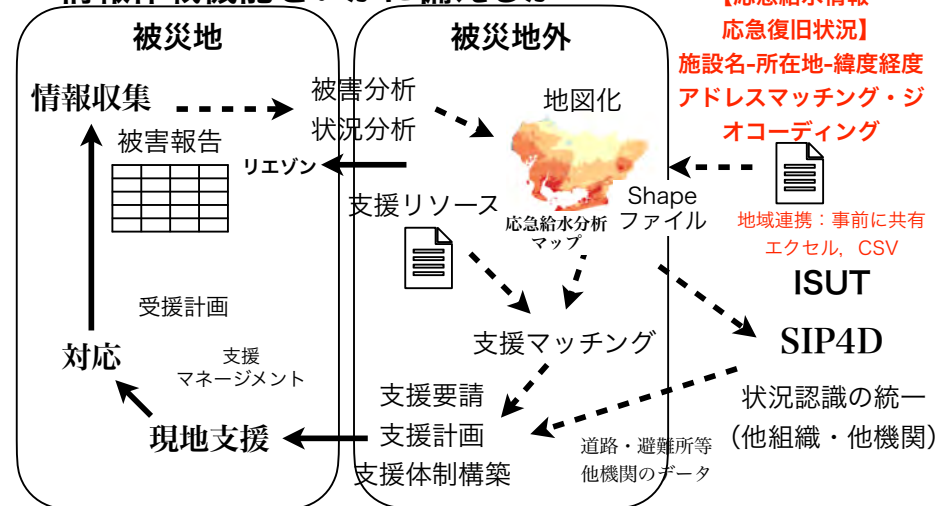 被災地
被災地外
応急復旧状況】
施設名-所在地-緯度経度
アドレスマッチング・ジ
オコーディング
情報収集
被害報告
リエゾン
被害分析
状況分析
地図化
支援リソース
応急給水分析
マップ
Shape
ファイル
地域連携：事前に共有
エクセル，CSV
ISUT
SIP4D
状況認識の統一
（他組織・他機関）
受援計画
対応
支援
マネージメント
現地支援
支援マッチング
支援要請
支援計画
支援体制構築
道路・避難所等
他機関のデータ